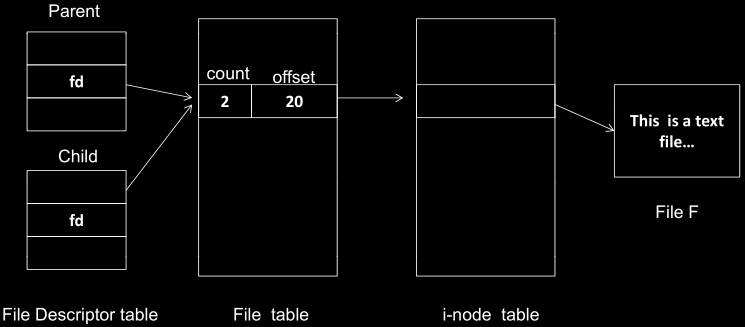 Parent
fd
count offset
2 20
This is a text
file...
Child
fd
File F
File Descriptor table
File table
i-node table